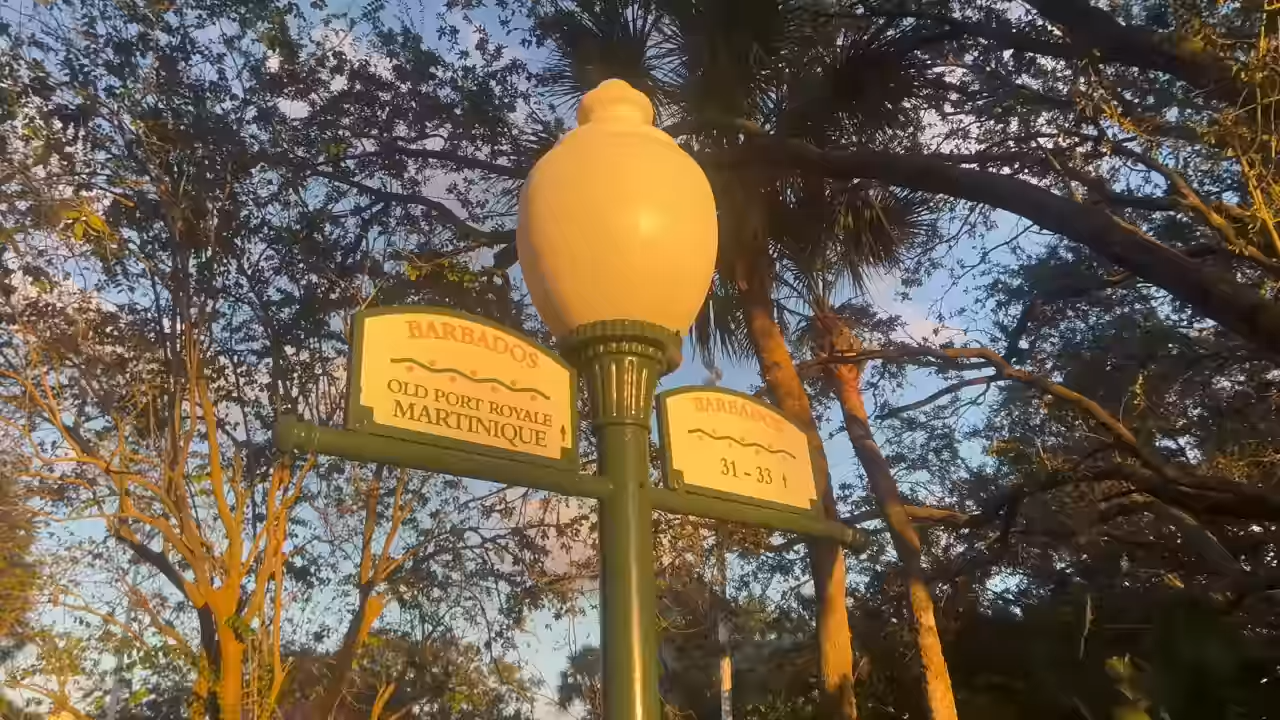 BARBADOS
OLD PORT ROYALE
MARTINIQUE
BARBADOS
31 - 33